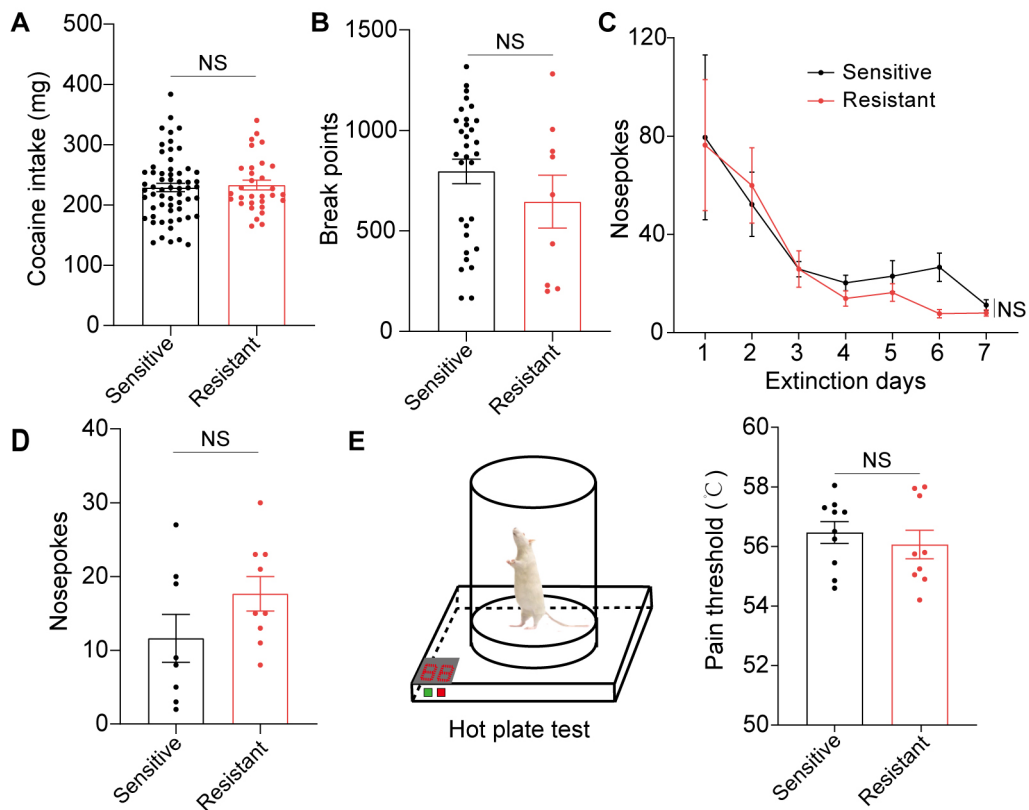 A
NS
Cocaine intake (mg)
500
400
300
200
100
0
Sensitive
Resistant
B
NS
Break points
1500
1000
500
0
Sensitive
Resistant
C
Sensitive
Resistant
Nosepokes
120
80
40
0
NS
1 2 3 4 5 6 7
Extinction days
D
NS
Nosepokes
40
30
20
10
0
Sensitive
Resistant
E
88
Hot plate test
NS
Pain threshold (℃)
60
58
56
54
52
50
Sensitive
Resistant